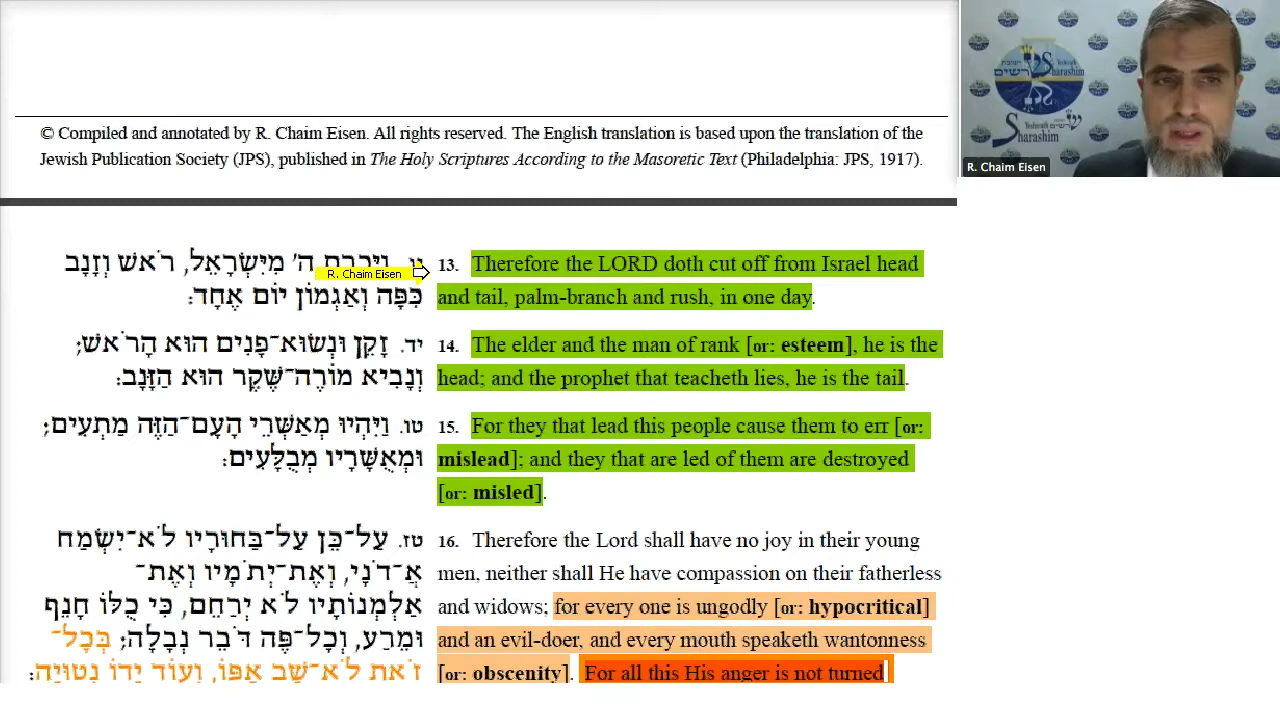 © Compiled and annotated by R. Chaim Eisen. All rights reserved. The English translation is based upon the translation of the
Jewish Publication Society (JPS), published in The Holy Scriptures According to the Masoretic Text (Philadelphia: JPS, 1917).
ישיבת
שרשים
Sharashim
Yeshivath שרשים
Sharashim
R. Chaim Eisen
ה׳ מִיִּשְׂרָאֵל, רֹאשׁ וְזָנָב
כִּפָּה וְאַגְמוֹן יוֹם אֶחָד:
R. Chaim Eisen
13. Therefore the LORD doth cut off from Israel head
and tail, palm-branch and rush, in one day.
יד. זָקֵן וּנְשׂוּא־פָנִים הוּא הָרֹאשׁ;
וְנָבִיא מוֹרֶה־שֶּׁקֶר הוּא הַזָּנָב:
14. The elder and the man of rank [or: esteem], he is the
head; and the prophet that teacheth lies, he is the tail.
טו. וַיִּהְיוּ מְאַשְּׁרֵי הָעָם־הַזֶּה מַתְעִים;
וּמְאֻשָּׁרָיו מְבֻלָּעִים:
15. For they that lead this people cause them to err [or:
mislead]; and they that are led of them are destroyed
[or: misled].
טז. עַל־כֵּן עַל־בַּחוּרָיו לֹא־יִשְׂמַח
אֲ־דֹנָי, וְאֶת־יְתֹמָיו וְאֶת־
אַלְמְנוֹתָיו לֹא יְרַחֵם, כִּי כֻלּוֹ חָנֵף
וּמֵרַע, וְכָל־פֶּה דֹּבֵר נְבָלָה; בְּכָל־
זֹאת לֹא־שָׁב אַפּוֹ, וְעוֹד יָדוֹ נְטוּיָה:
16. Therefore the Lord shall have no joy in their young
men, neither shall He have compassion on their fatherless
and widows; for every one is ungodly [or: hypocritical]
and an evil-doer, and every mouth speaketh wantonness
[or: obscenity]. For all this His anger is not turned